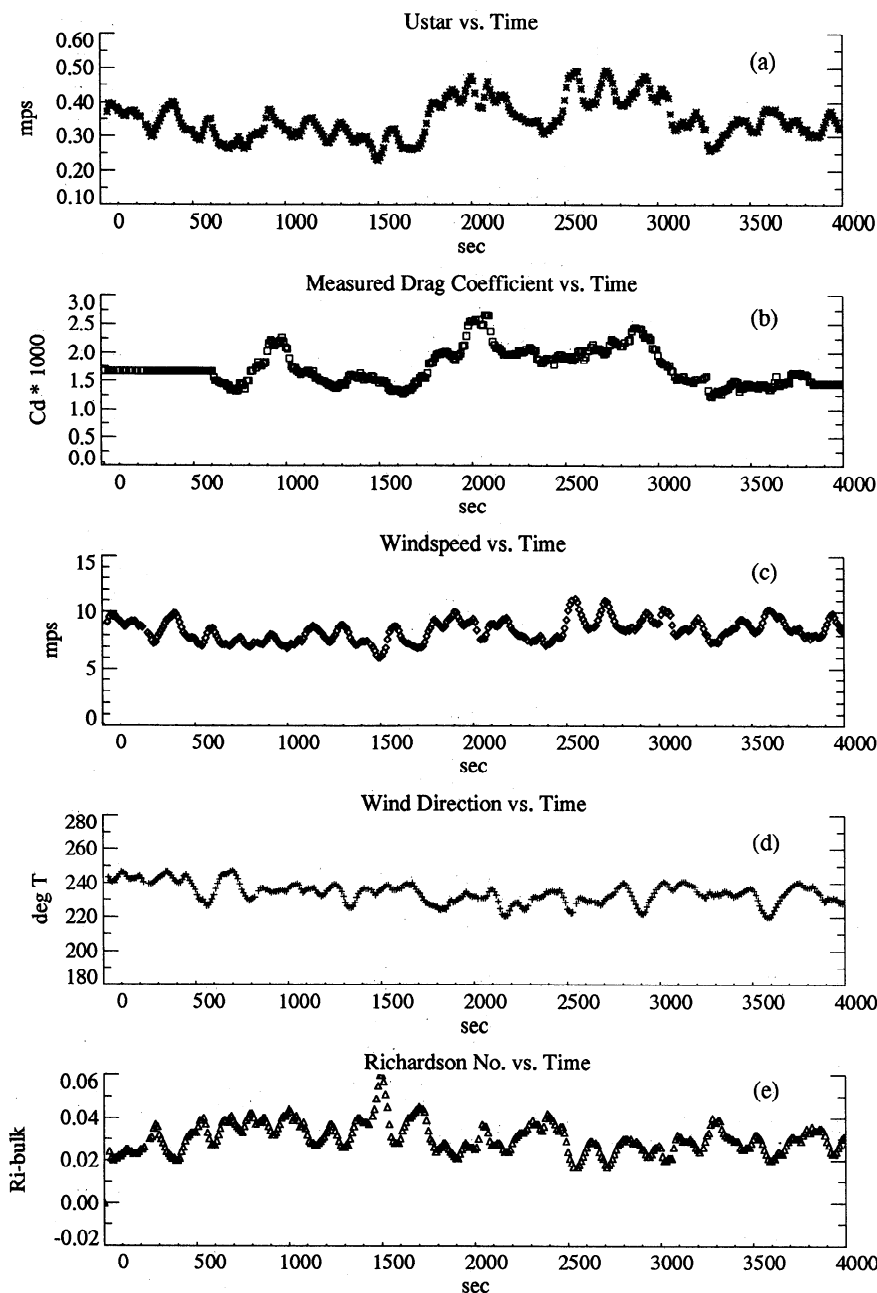 Ustar vs. Time
0.60
0.50
0.40
0.30
0.20
0.10
mps
(a)
0 500 1000 1500 2000 2500 3000 3500 4000
sec
Measured Drag Coefficient vs. Time
3.0
2.5
2.0
1.5
1.0
0.5
0.0
Cd * 1000
(b)
0 500 1000 1500 2000 2500 3000 3500 4000
sec
Windspeed vs. Time
15
10
5
0
mps
(c)
0 500 1000 1500 2000 2500 3000 3500 4000
sec
Wind Direction vs. Time
280
260
240
220
200
180
deg T
(d)
0 500 1000 1500 2000 2500 3000 3500 4000
sec
Richardson No. vs. Time
0.06
0.04
0.02
0.00
-0.02
Ri-bulk
(e)
0 500 1000 1500 2000 2500 3000 3500 4000
sec